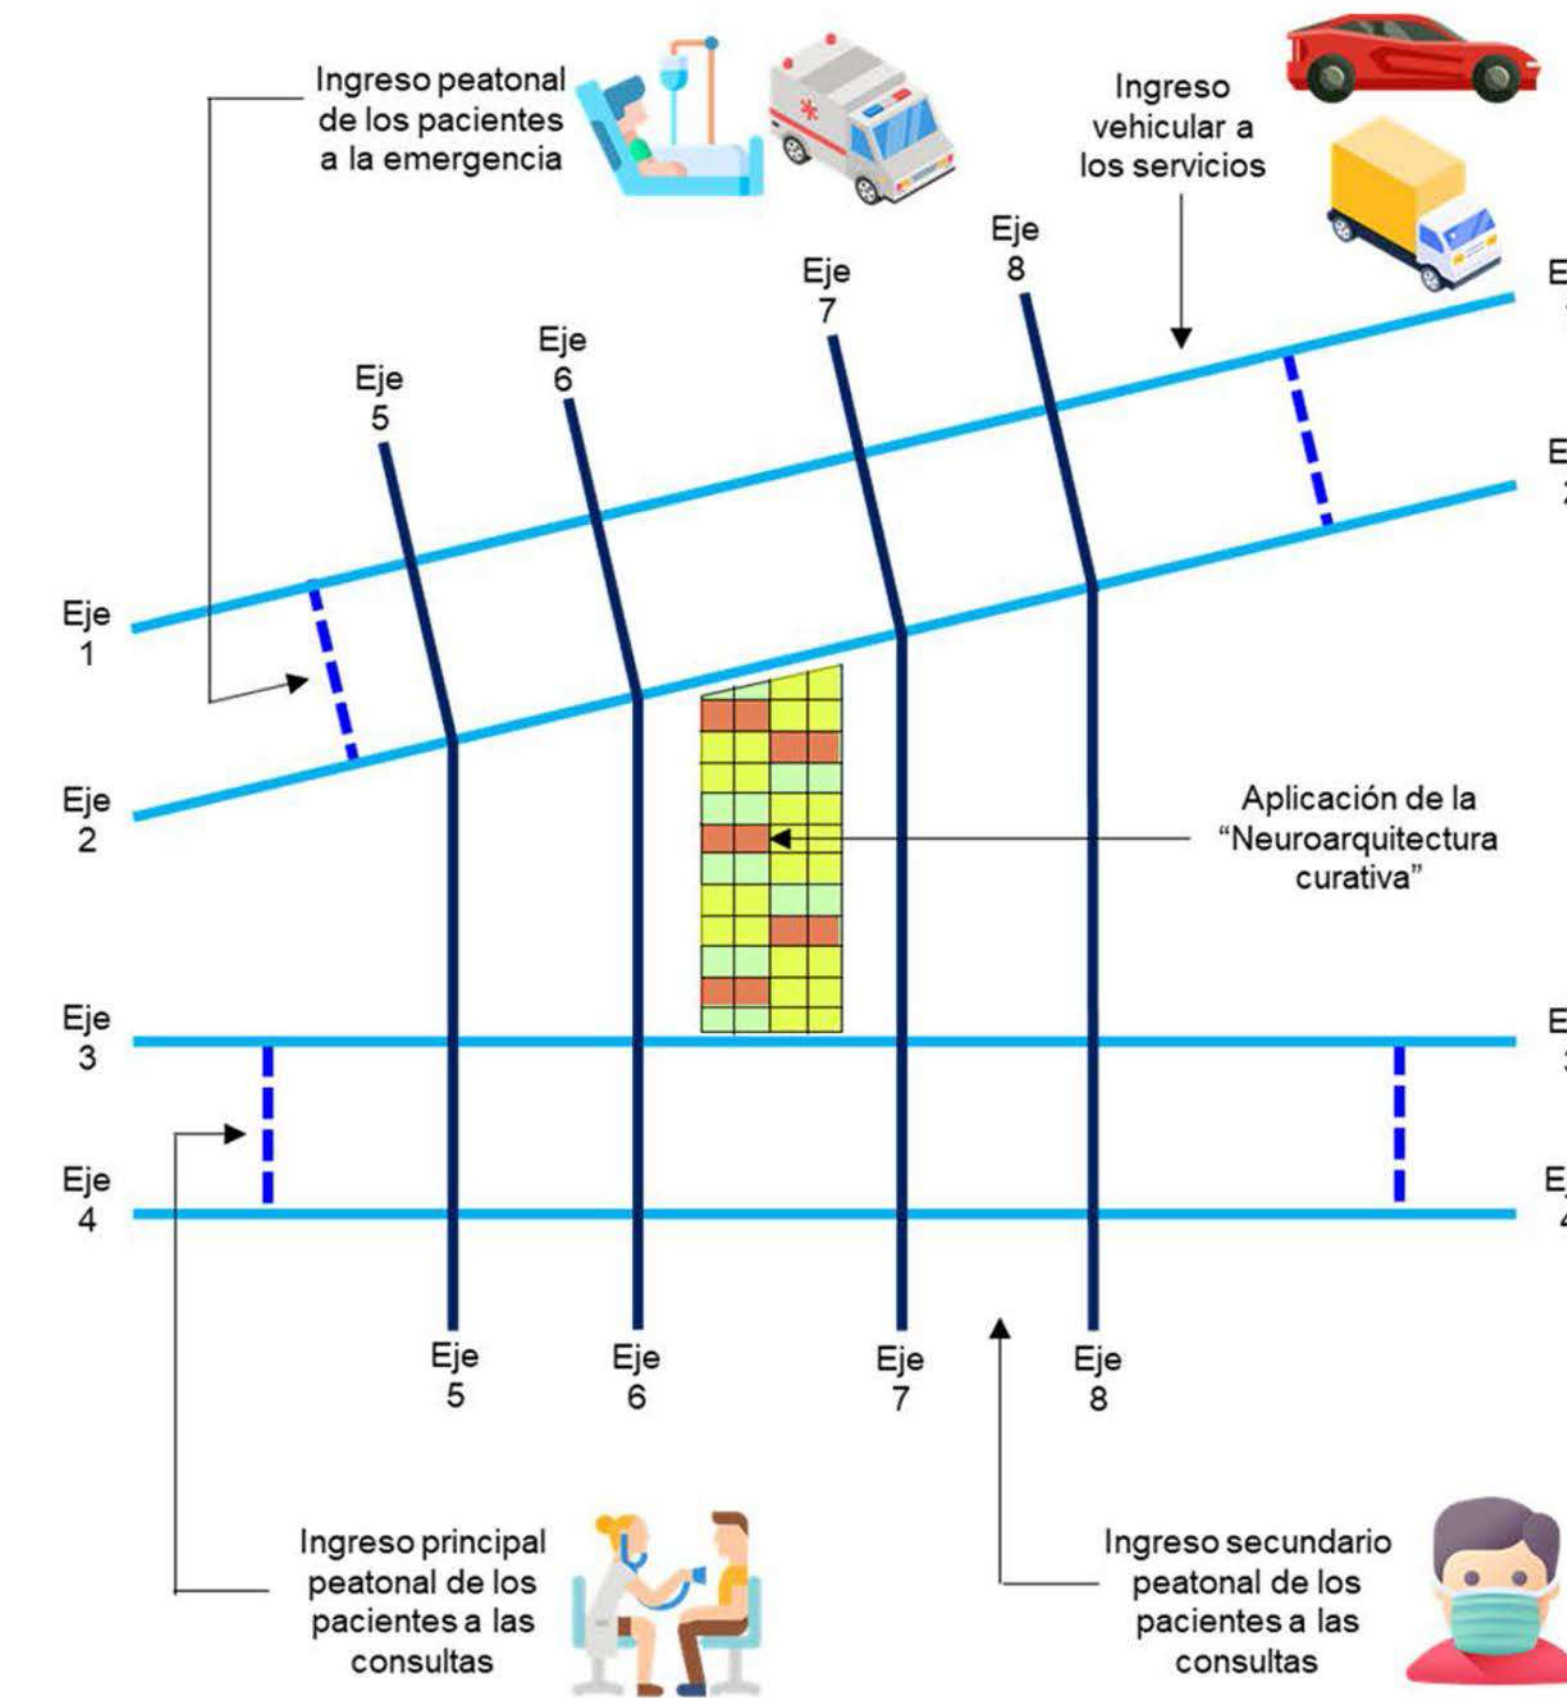 Ingreso peatonal
de los pacientes
a la emergencia
Ingreso
vehicular a
los servicios
Eje
8
Eje
7
Eje
6
Eje
5
Eje
1
Eje
2
Aplicación de la
“Neuroarquitectura
curativa”
Eje
3
Eje
4
Eje
5
Eje
6
Eje
7
Eje
8
Ingreso principal
peatonal de los
pacientes a las
consultas
Ingreso secundario
peatonal de los
pacientes a las
consultas